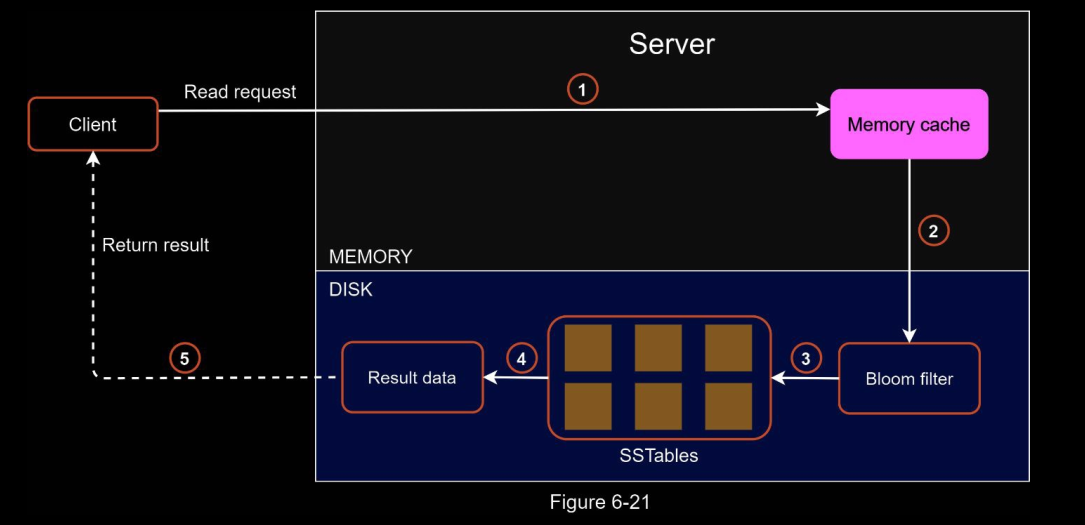 Server
Read request
1
Client
Memory cache
2
Return result
MEMORY
DISK
5
Result data
4
3
Bloom filter
SSTables
Figure 6-21